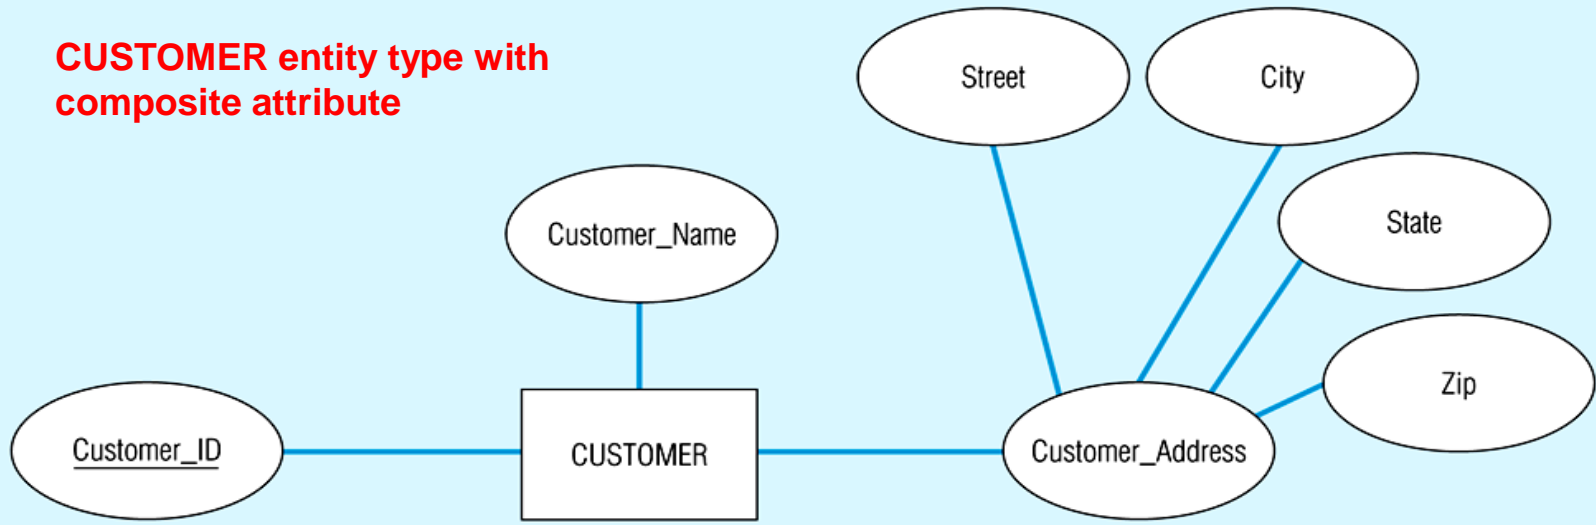 CUSTOMER entity type with
composite attribute
Street
City
State
Customer_Name
Zip
Customer_ID
CUSTOMER
Customer_Address